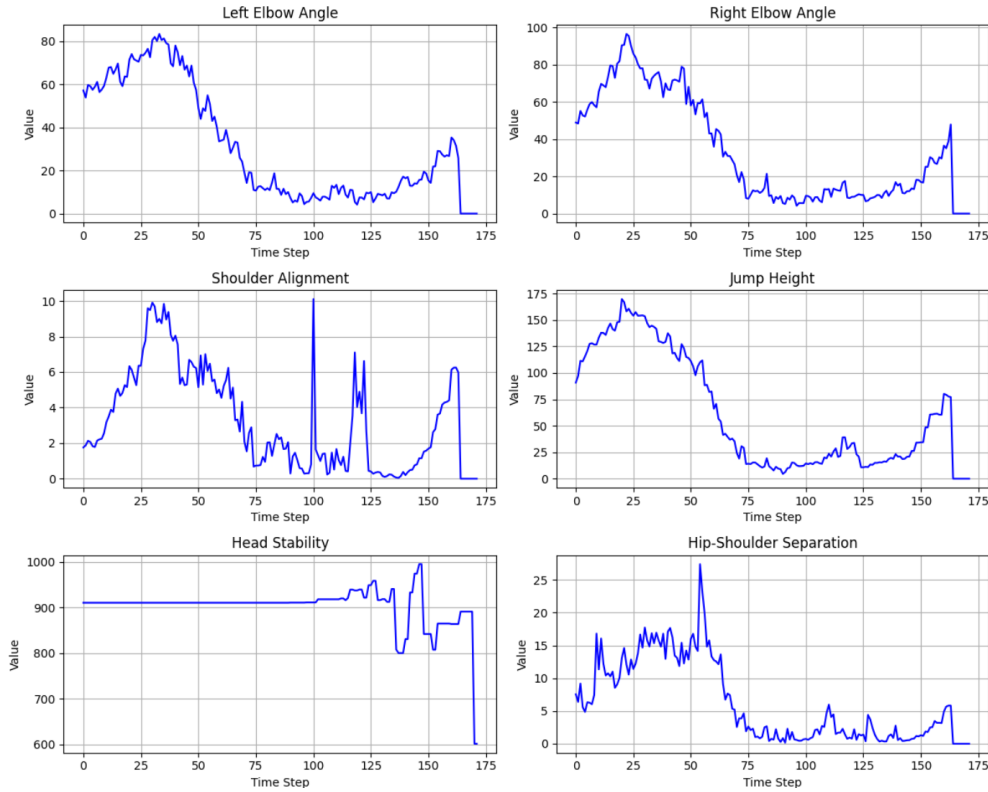 Left Elbow Angle
Value
80
60
40
20
0
0 25 50 75 100 125 150 175
Time Step
Right Elbow Angle
Value
100
80
60
40
20
0
0 25 50 75 100 125 150 175
Time Step
Shoulder Alignment
Value
10
8
6
4
2
0
0 25 50 75 100 125 150 175
Time Step
Jump Height
Value
175
150
125
100
75
50
25
0
0 25 50 75 100 125 150 175
Time Step
Head Stability
Value
1000
900
800
700
600
0 25 50 75 100 125 150 175
Time Step
Hip-Shoulder Separation
Value
25
20
15
10
5
0
0 25 50 75 100 125 150 175
Time Step